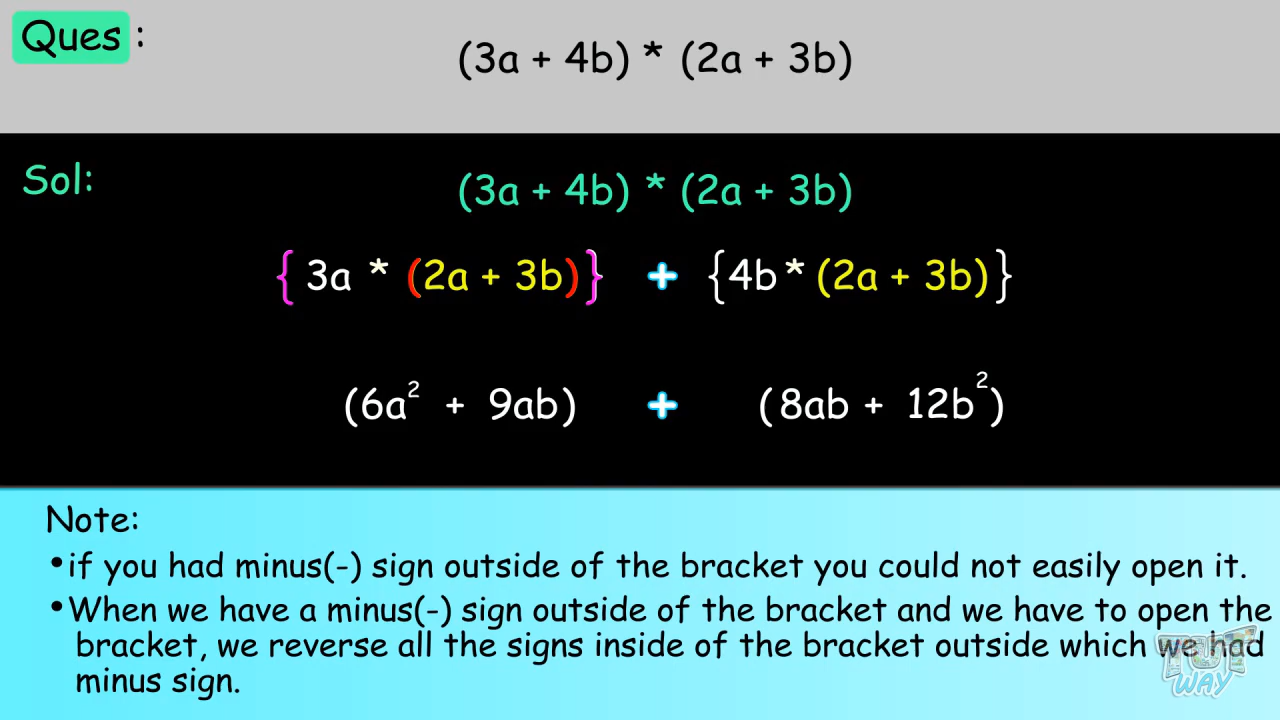 Ques :
(3a + 4b) * (2a + 3b)
Sol:
(3a + 4b) * (2a + 3b)
{ 3a * (2a + 3b)} + {4b * (2a + 3b)}
(6a² + 9ab) + (8ab + 12b²)
Note:
•if you had minus(-) sign outside of the bracket you could not easily open it.
•When we have a minus(-) sign outside of the bracket and we have to open the
bracket, we reverse all the signs inside of the bracket outside which we had
minus sign.
TUT
WAY